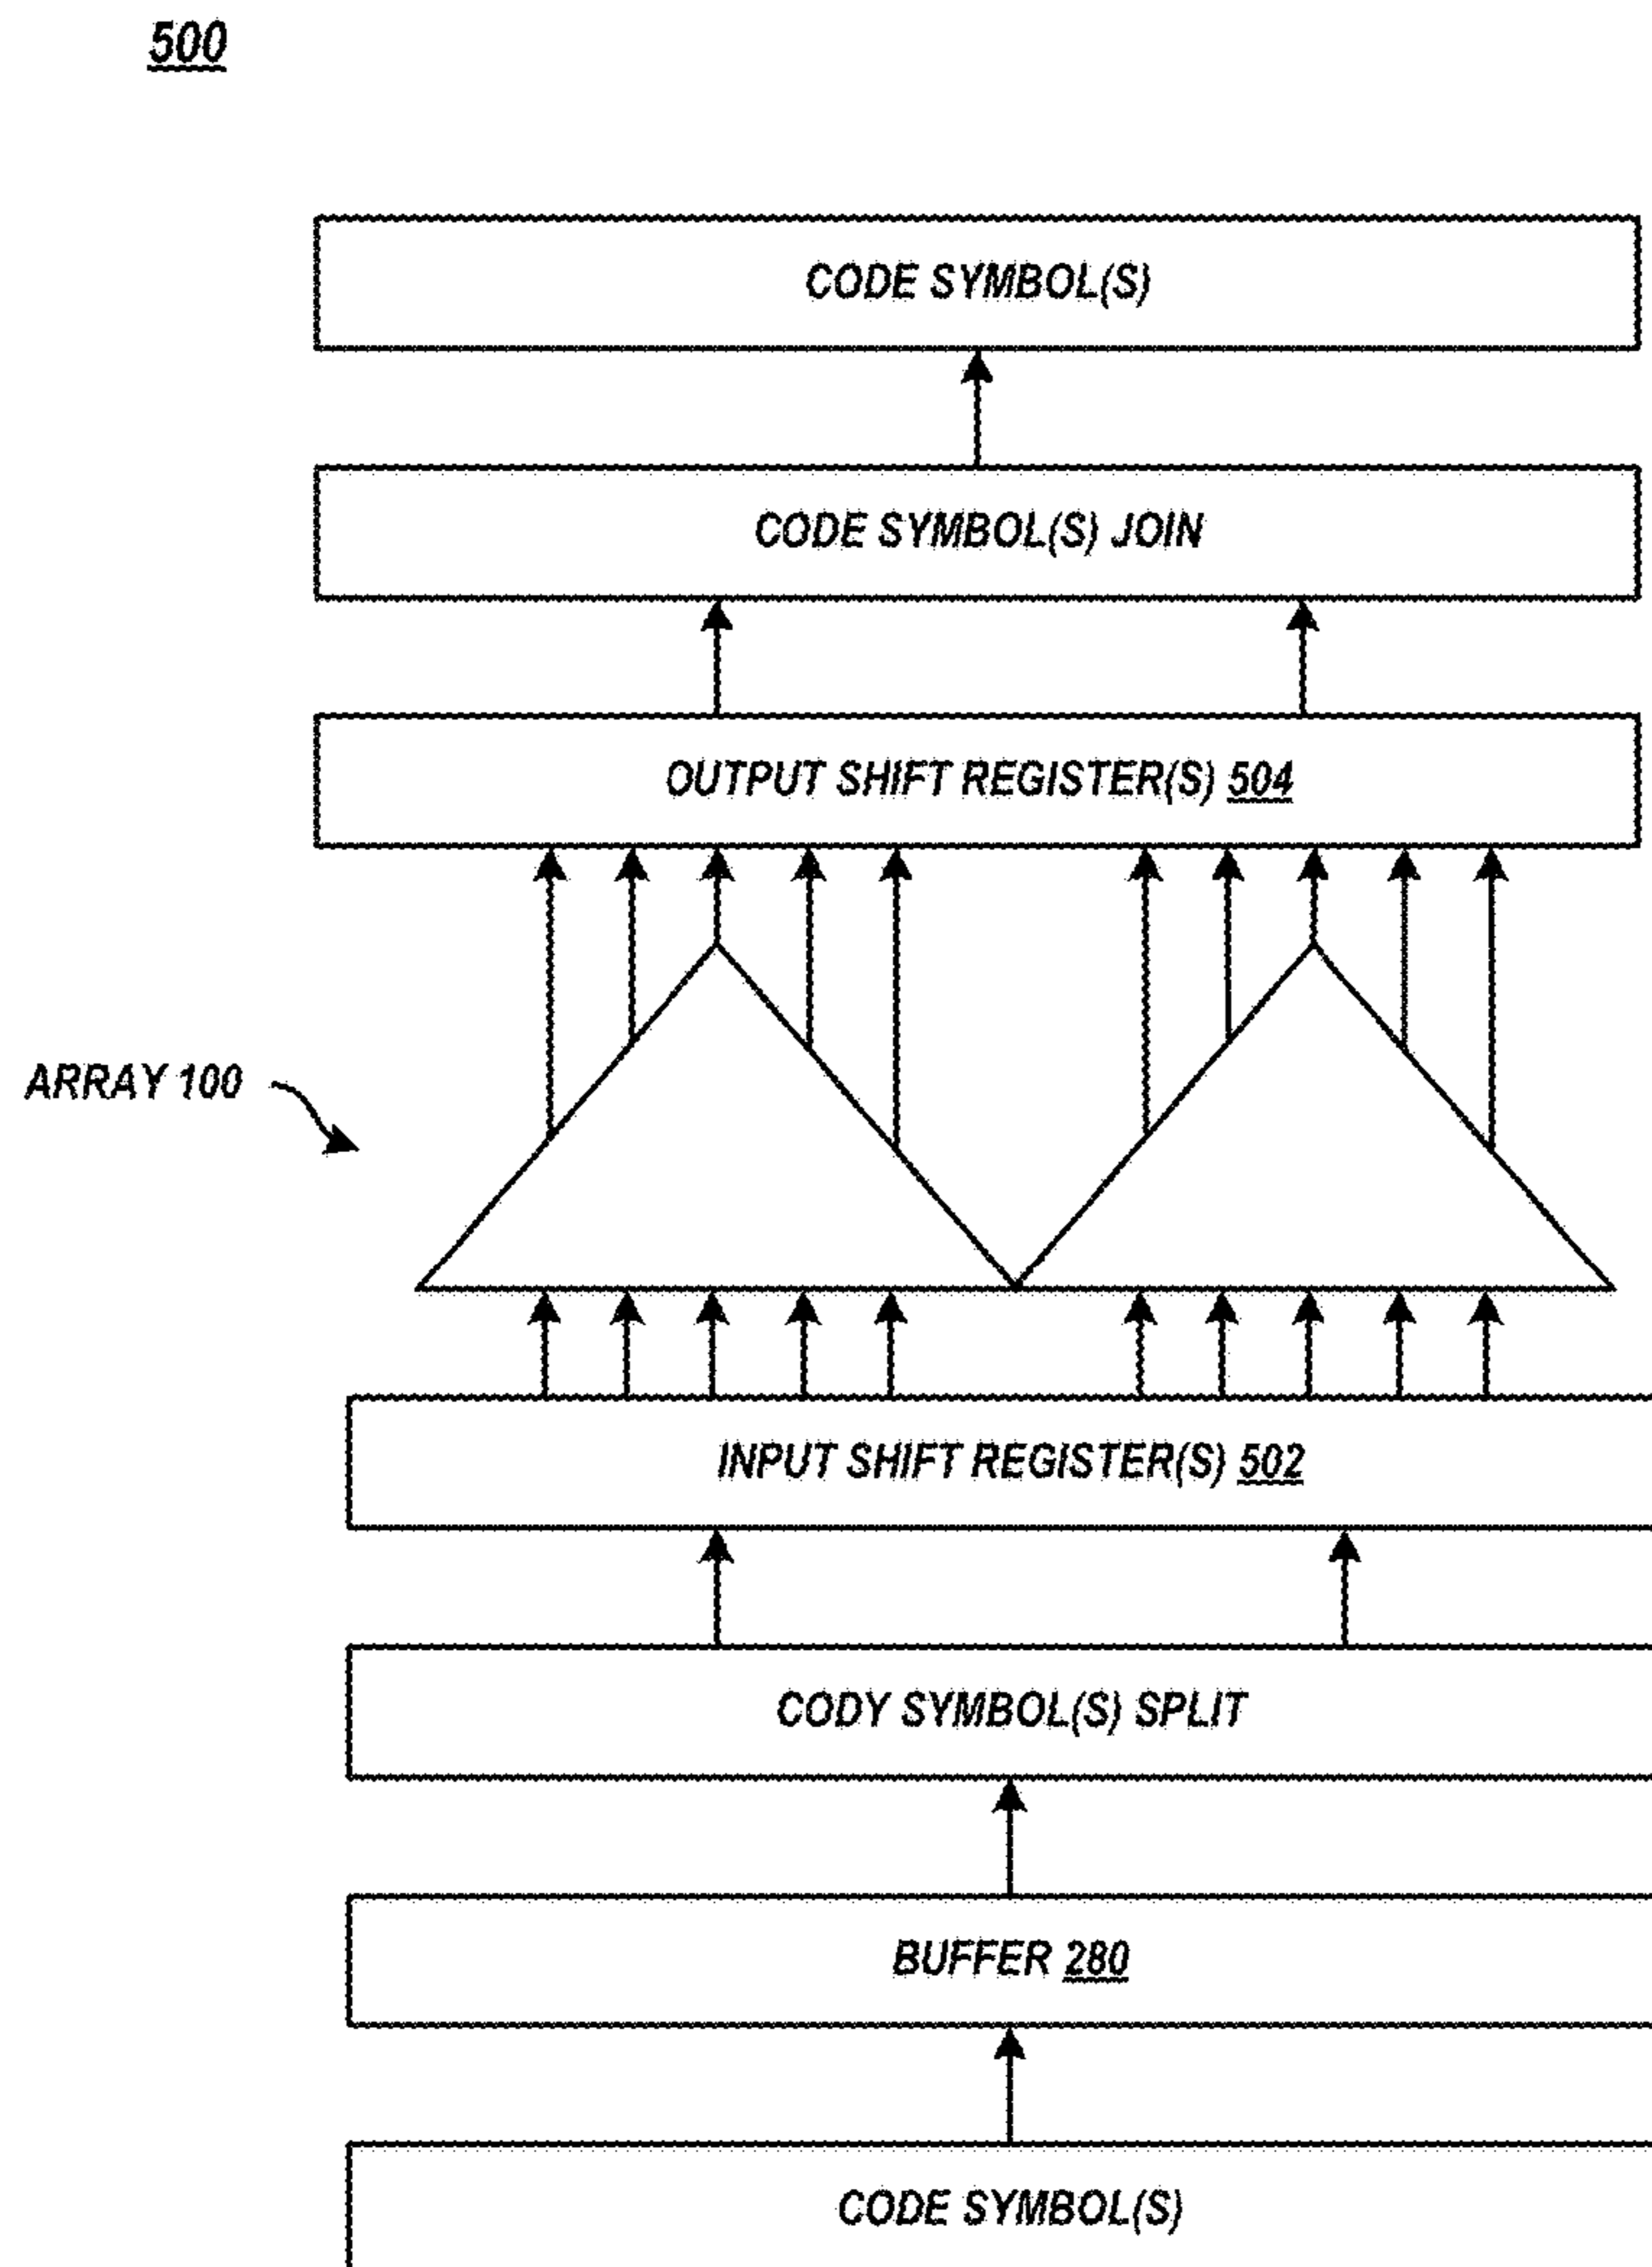 500
CODE SYMBOL(S)
CODE SYMBOL(S) JOIN
OUTPUT SHIFT REGISTER(S) 504
ARRAY 100
INPUT SHIFT REGISTER(S) 502
CODY SYMBOL(S) SPLIT
BUFFER 280
CODE SYMBOL(S)